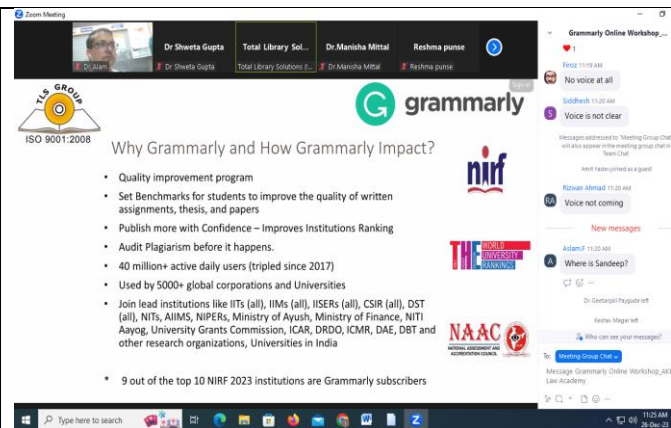 Zoom Meeting
Dr,Alam
Dr Shweta Gupta
Dr Shweta Gupta
Total Library Sol...
Total Library Solutions (I...
Dr.Manisha Mittal
Dr.Manisha Mittal
Reshma punse
Reshma punse
Sign in
TLS GROUP
ISO 9001:2008
G grammarly
Why Grammarly and How Grammarly Impact?
• Quality improvement program
• Set Benchmarks for students to improve the quality of written
assignments, thesis, and papers
• Publish more with Confidence – Improves Institutions Ranking
• Audit Plagiarism before it happens.
• 40 million+ active daily users (tripled since 2017)
• Used by 5000+ global corporations and Universities
• Join lead institutions like IITs (all), IIMs (all), IISERs (all), CSIR (all), DST
(all), NITs, AIIMS, NIPERs, Ministry of Ayush, Ministry of Finance, NITI
Aayog, University Grants Commission, ICAR, DRDO, ICMR, DAE, DBT and
other research organizations, Universities in India
* 9 out of the top 10 NIRF 2023 institutions are Grammarly subscribers
nirf
THE WORLD
UNIVERSITY
RANKINGS
NAAC
NATIONAL ASSESSMENT AND
ACCREDITATION COUNCIL
Grammarly Online Workshop_...
1
Firoz 11:19 AM
No voice at all
Siddhesh 11:20 AM
S
Voice is not clear
Messages addressed to "Meeting Group Chat"
will also appear in the meeting group chat in
Team Chat
Amit Yadav joined as a guest
Rizwan Ahmad 11:20 AM
RA
Voice not coming
New messages
Aslam.F 11:20 AM
A
Where is Sandeep?
Dr. Geetanjali Paygude left
Keshav Magar left
Who can see your messages?
To: Meeting Group Chat
Message Grammarly Online Workshop_AKK
Law Academy
Type here to search
11:25 AM
26-Dec-23